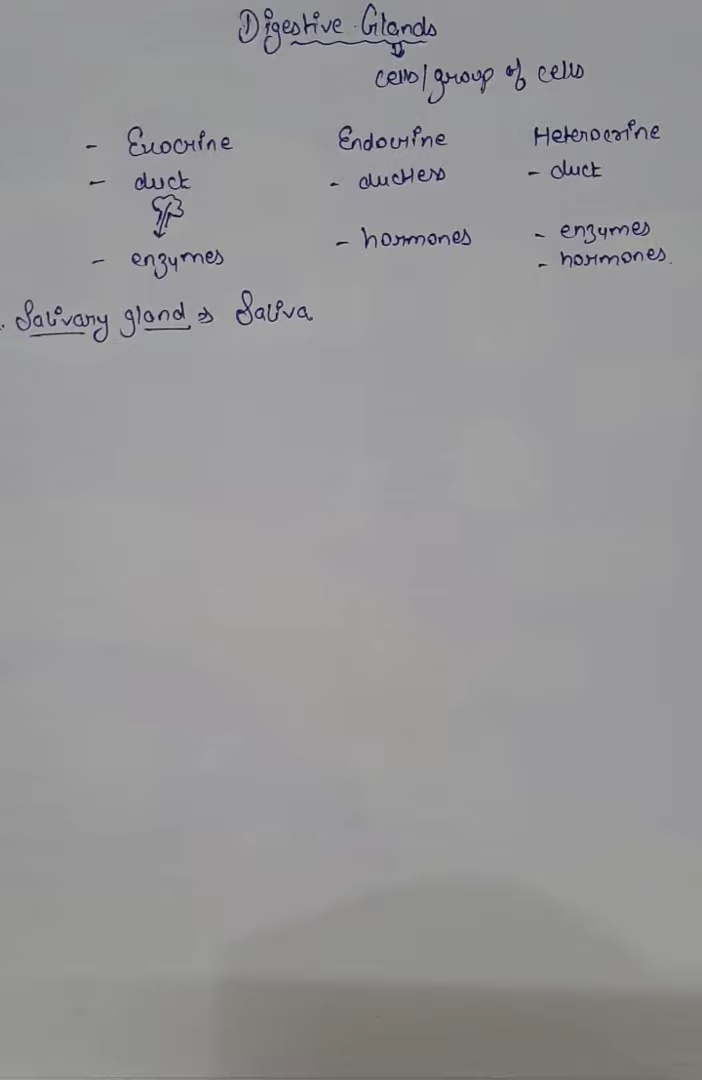 Digestive Glands
cells/group of cells
- Exocrine Endocrine Heterocrine
- duct - ductless - duct
- enzymes - hormones - enzymes
- hormones.
. Salivary gland → Saliva